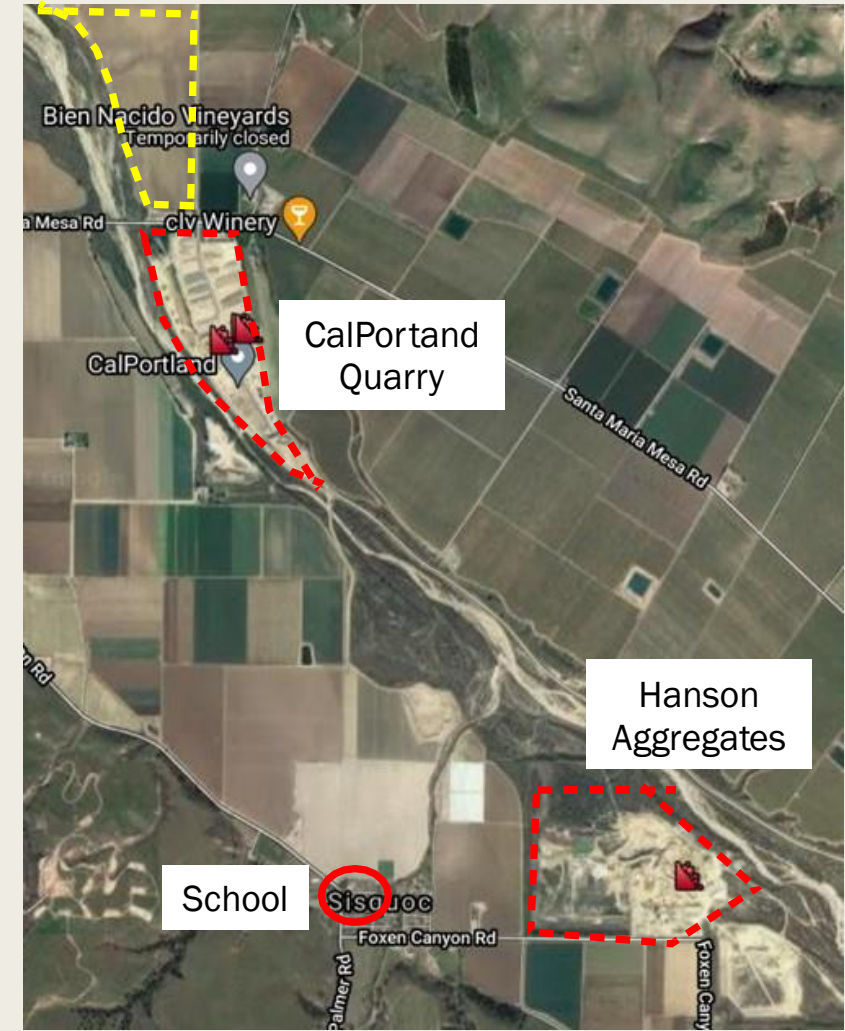 Bien Nacido Vineyards
Temporarily closed
a Mesa Rd
clv Winery
CalPortand
Quarry
CalPortland
Santa Maria Mesa Rd
n Rd
Hanson
Aggregates
School
Sisquoc
Foxen Canyon Rd
Palmer Rd
Foxen Cany